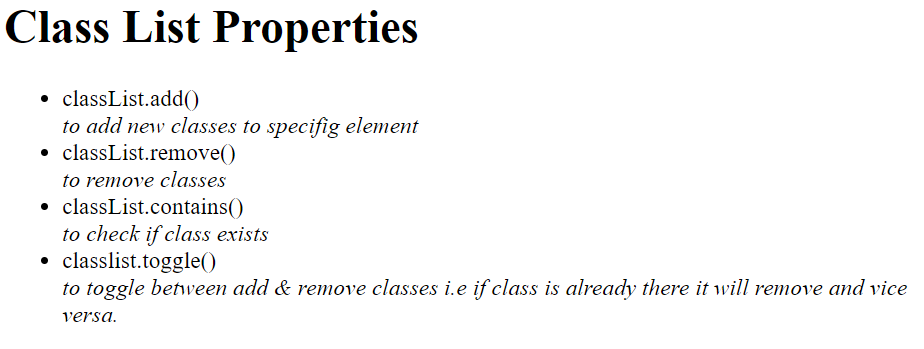 Class List Properties
• classList.add()
to add new classes to specifig element
• classList.remove()
to remove classes
• classList.contains()
to check if class exists
• classlist.toggle()
to toggle between add & remove classes i.e if class is already there it will remove and vice
versa.